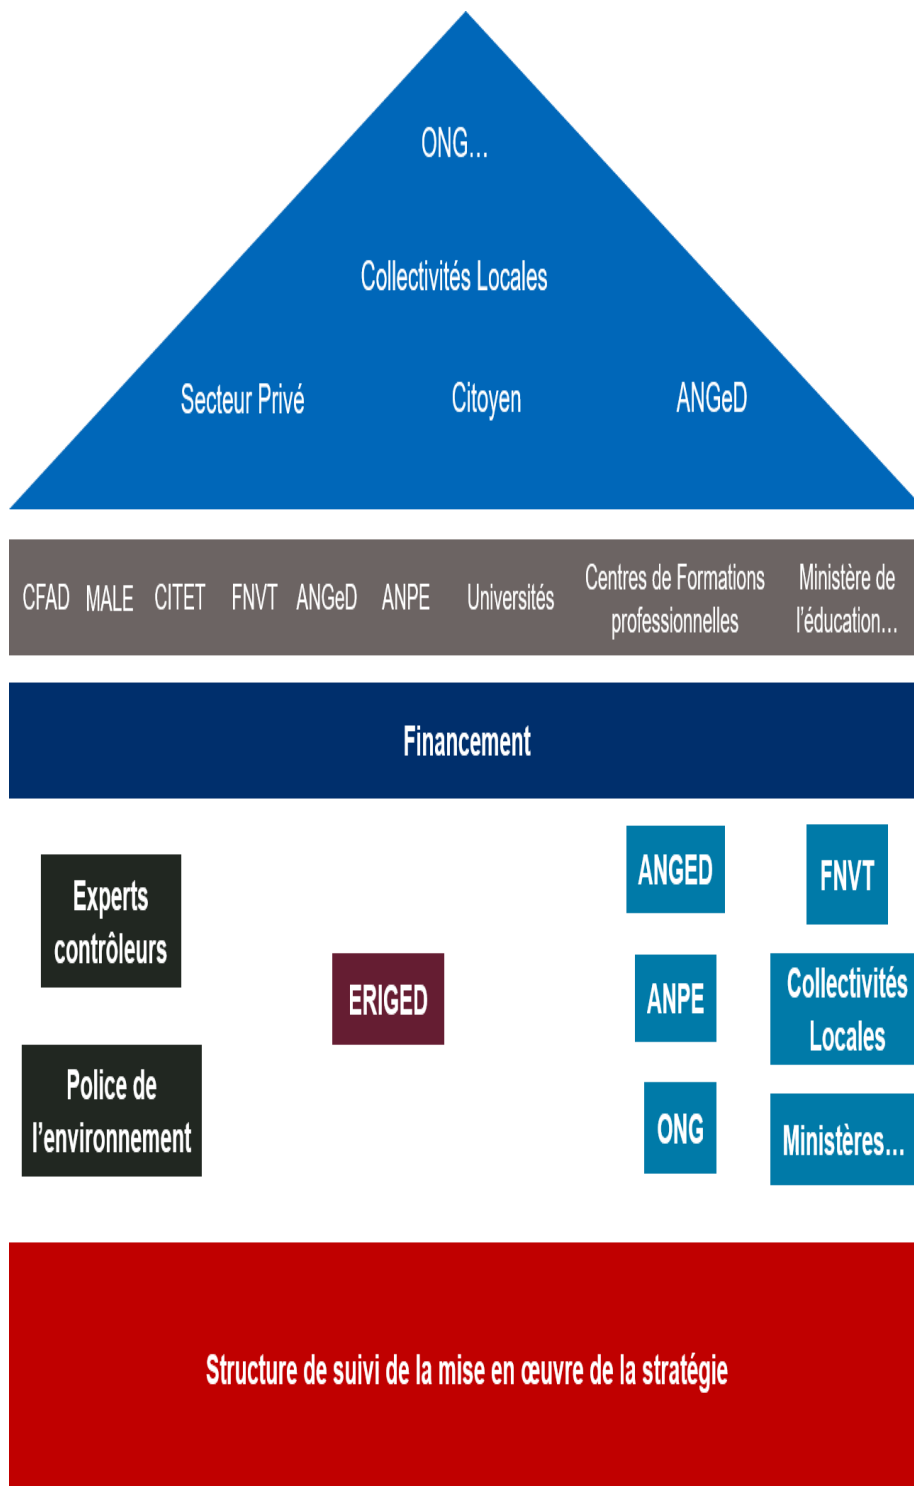 ONG...
Collectivités Locales
Secteur Privé
Citoyen
ANGeD
CFAD
MALE
CITET
FNVT
ANGeD
ANPE
Universités
Centres de Formations
professionnelles
Ministère de
l'éducation...
Financement
Experts
contrôleurs
Police de
l'environnement
ERIGED
ANGED
ANPE
ONG
FNVT
Collectivités
Locales
Ministères...
Structure de suivi de la mise en œuvre de la stratégie